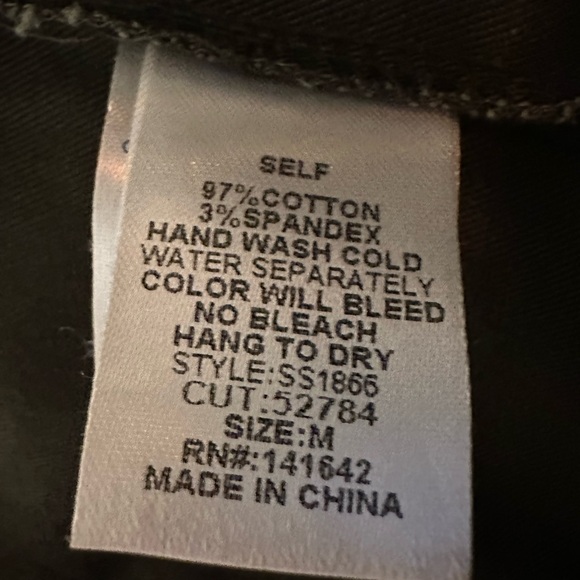 SELF
97%COTTON
3%SPANDEX
HAND WASH COLD
WATER SEPARATELY
COLOR WILL BLEED
NO BLEACH
HANG TO DRY
STYLE:SS1866
CUT:52784
SIZE:M
RN#:141642
MADE IN CHINA